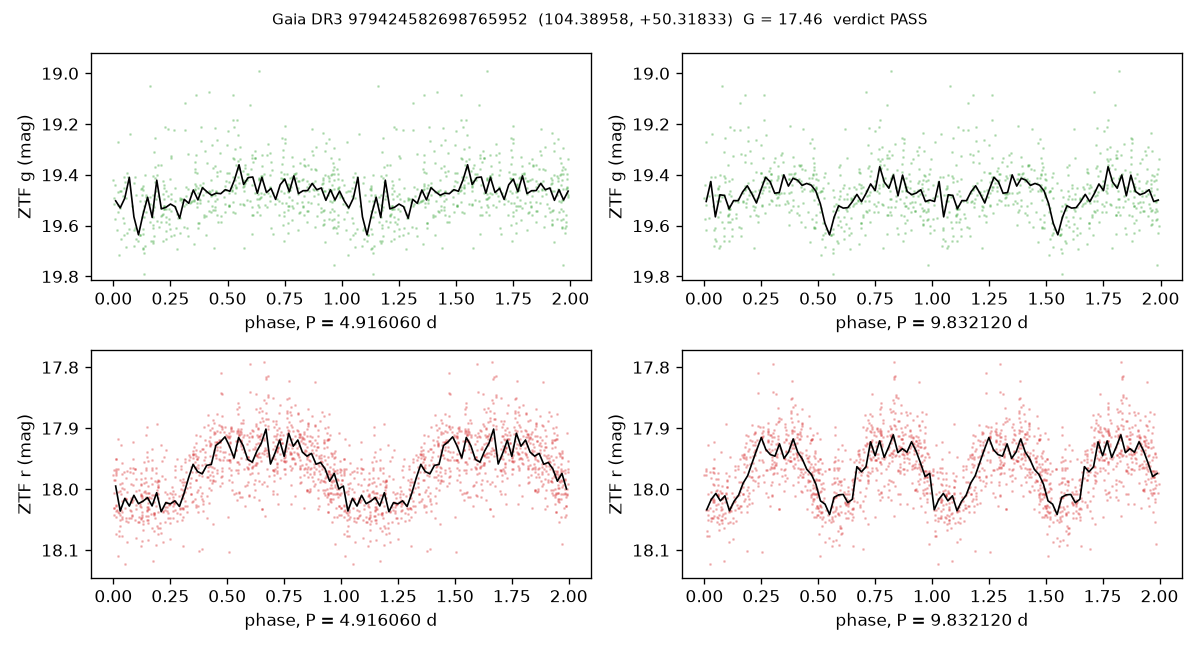 Gaia DR3 979424582698765952  (104.38958, +50.31833)  G = 17.46  verdict PASS
ZTF g (mag)
19.0
19.2
19.4
19.6
19.8
0.00 0.25 0.50 0.75 1.00 1.25 1.50 1.75 2.00
phase, P = 4.916060 d
ZTF g (mag)
19.0
19.2
19.4
19.6
19.8
0.00 0.25 0.50 0.75 1.00 1.25 1.50 1.75 2.00
phase, P = 9.832120 d
ZTF r (mag)
17.8
17.9
18.0
18.1
0.00 0.25 0.50 0.75 1.00 1.25 1.50 1.75 2.00
phase, P = 4.916060 d
ZTF r (mag)
17.8
17.9
18.0
18.1
0.00 0.25 0.50 0.75 1.00 1.25 1.50 1.75 2.00
phase, P = 9.832120 d